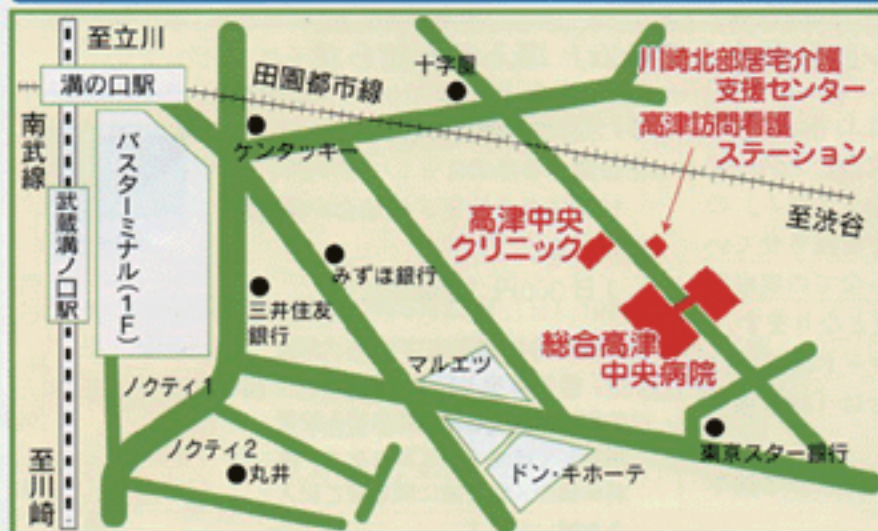 至立川
溝の口駅
田園都市線
十字屋
川崎北部居宅介護
支援センター
高津訪問看護
ステーション
南武線
バスターミナル(1F)
ケンタッキー
至渋谷
武蔵溝ノ口駅
高津中央
クリニック
みずほ銀行
三井住友
銀行
総合高津
中央病院
マルエツ
ノクティ1
ノクティ2
丸井
ドン・キホーテ
東京スター銀行
至川崎